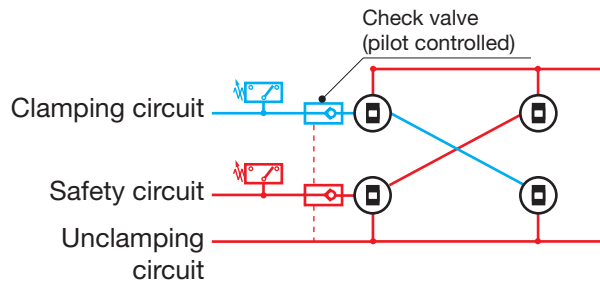 Check valve
(pilot controlled)
Clamping circuit
Safety circuit
Unclamping
circuit